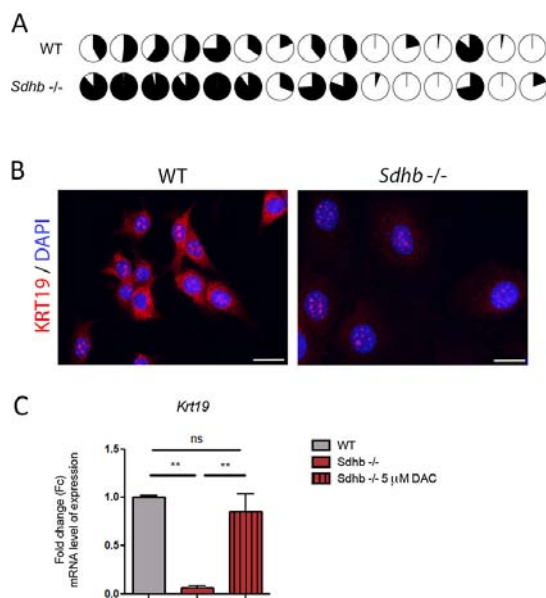 A
WT
Sdhb -/-
B
WT
Sdhb -/-
KRT19 / DAPI
C
Krt19
ns
** **
1.5
1.0
0.5
0.0
Fold change (Fc)
mRNA level of expression
WT
Sdhb -/-
Sdhb -/- 5 µM DAC